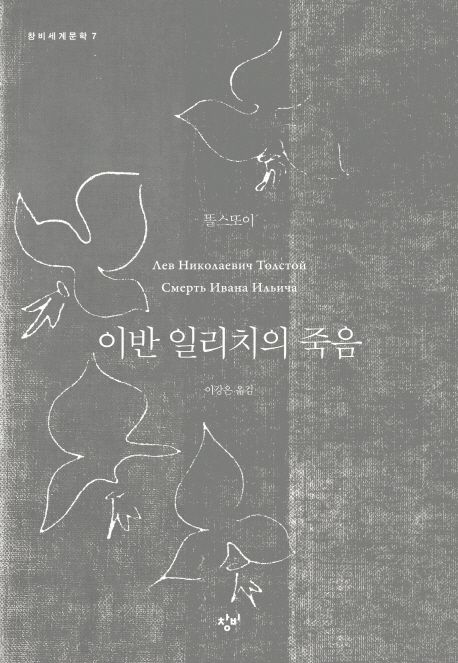 창비세계문학 7
똘스또이
Лев Николаевич Толстой
Смерть Ивана Ильича
이반 일리치의 죽음
이강은 옮김
창비